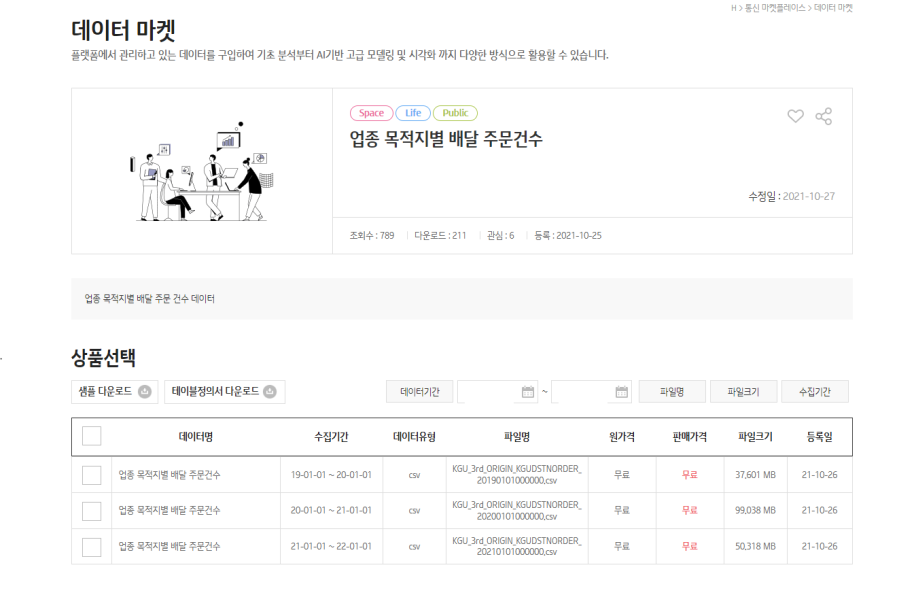 H > 통신 마켓플레이스 > 데이터 마켓
데이터 마켓
플랫폼에서 관리하고 있는 데이터를 구입하여 기초 분석부터 AI기반 고급 모델링 및 시각화 까지 다양한 방식으로 활용할 수 있습니다.
Space Life Public
업종 목적지별 배달 주문건수
수정일 : 2021-10-27
조회수 : 789 | 다운로드 : 211 | 관심 : 6 | 등록 : 2021-10-25
업종 목적지별 배달 주문 건수 데이터
상품선택
샘플 다운로드 테이블정의서 다운로드 데이터기간 ~ 파일명 파일크기 수집기간
데이터명 수집기간 데이터유형 파일명 원가격 판매가격 파일크기 등록일
업종 목적지별 배달 주문건수 19-01-01 ~ 20-01-01 csv KGU_3rd_ORIGIN_KGUDSTNORDER_
20190101000000.csv 무료 무료 37,601 MB 21-10-26
업종 목적지별 배달 주문건수 20-01-01 ~ 21-01-01 csv KGU_3rd_ORIGIN_KGUDSTNORDER_
20200101000000.csv 무료 무료 99,038 MB 21-10-26
업종 목적지별 배달 주문건수 21-01-01 ~ 22-01-01 csv KGU_3rd_ORIGIN_KGUDSTNORDER_
20210101000000.csv 무료 무료 50,318 MB 21-10-26